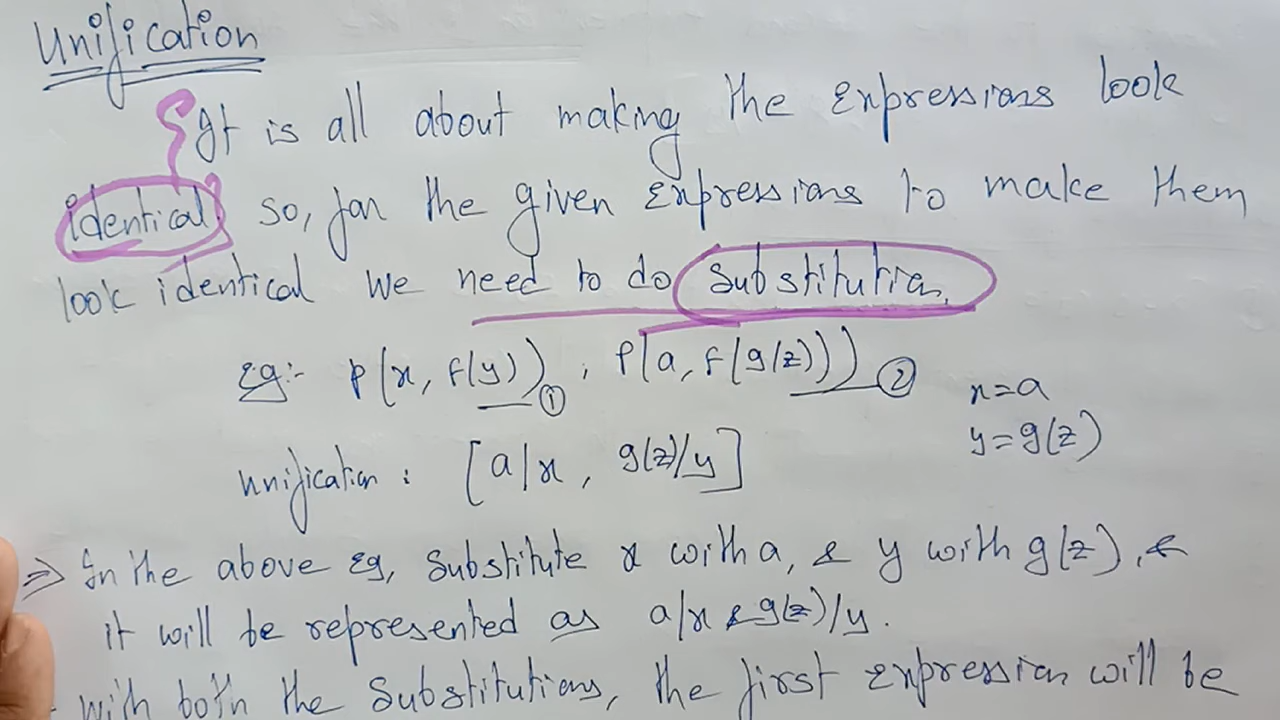 Unification
It is all about making the expressions look
identical, so, for the given expressions to make them
look identical we need to do Substitution.
Eg:- P(x, f(y)) ① ; P(a, f(g(z))) ②
x=a
y=g(z)
Unification : [a/x, g(z)/y]
⇒ In the above Eg, Substitute x with a, & y with g(z), &
it will be represented as a/x & g(z)/y.
- with both the Substitutions, the first expression will be